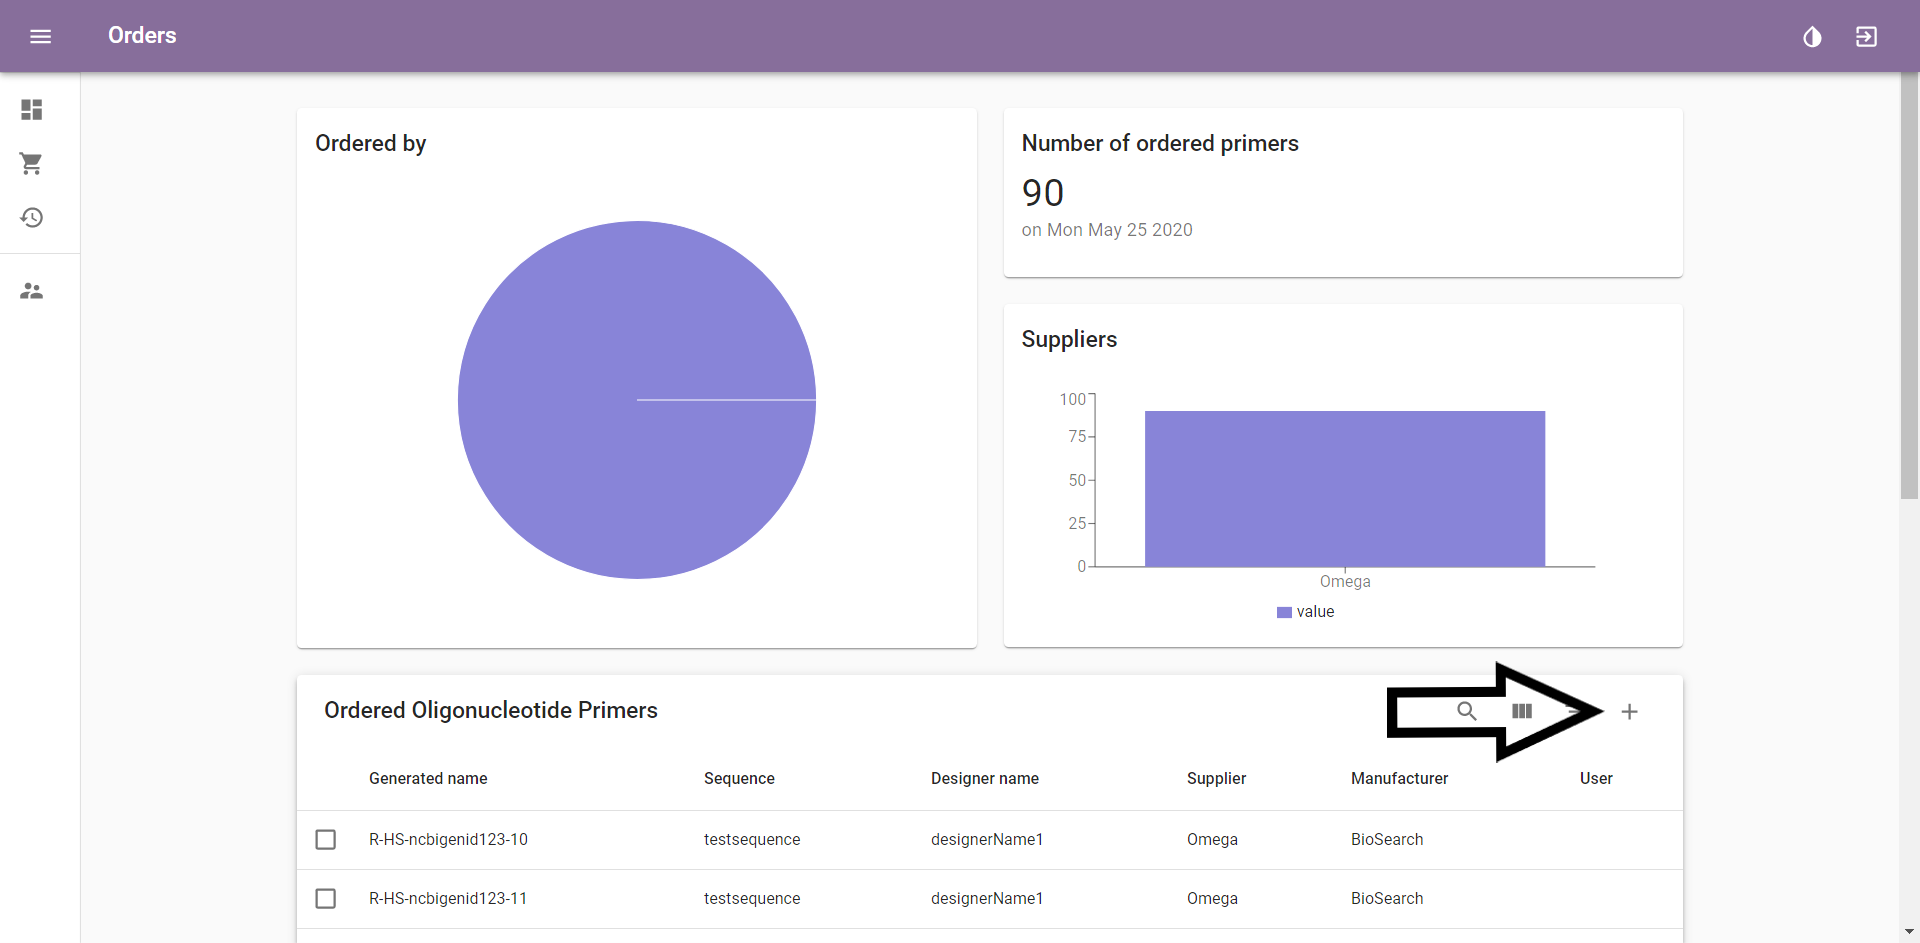 Orders
Ordered by
Number of ordered primers
90
on Mon May 25 2020
Suppliers
100
75
50
25
0
Omega
value
Ordered Oligonucleotide Primers
Generated name Sequence Designer name Supplier Manufacturer User
R-HS-ncbigenid123-10 testsequence designerName1 Omega BioSearch
R-HS-ncbigenid123-11 testsequence designerName1 Omega BioSearch